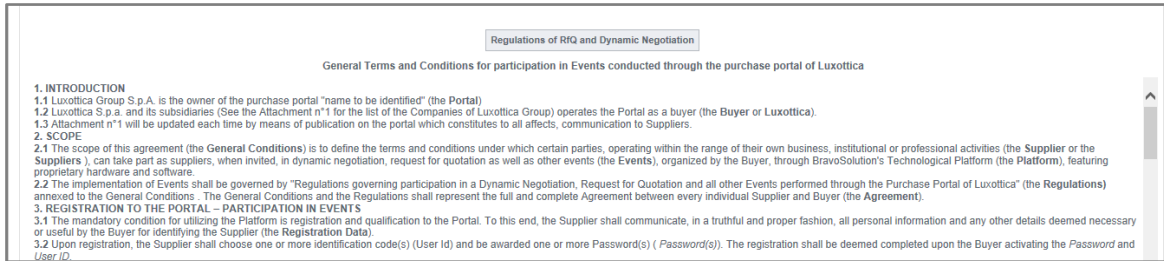 Regulations of RfQ and Dynamic Negotiation
General Terms and Conditions for participation in Events conducted through the purchase portal of Luxottica
1. INTRODUCTION
1.1 Luxottica Group S.p.A. is the owner of the purchase portal "name to be identified" (the Portal)
1.2 Luxottica S.p.a. and its subsidiaries (See the Attachment n°1 for the list of the Companies of Luxottica Group) operates the Portal as a buyer (the Buyer or Luxottica).
1.3 Attachment n°1 will be updated each time by means of publication on the portal which constitutes to all affects, communication to Suppliers.
2. SCOPE
2.1 The scope of this agreement (the General Conditions) is to define the terms and conditions under which certain parties, operating within the range of their own business, institutional or professional activities (the Supplier or the
Suppliers ), can take part as suppliers, when invited, in dynamic negotiation, request for quotation as well as other events (the Events), organized by the Buyer, through BravoSolution's Technological Platform (the Platform), featuring
proprietary hardware and software.
2.2 The implementation of Events shall be governed by "Regulations governing participation in a Dynamic Negotiation, Request for Quotation and all other Events performed through the Purchase Portal of Luxottica" (the Regulations)
annexed to the General Conditions . The General Conditions and the Regulations shall represent the full and complete Agreement between every individual Supplier and Buyer (the Agreement).
3. REGISTRATION TO THE PORTAL – PARTICIPATION IN EVENTS
3.1 The mandatory condition for utilizing the Platform is registration and qualification to the Portal. To this end, the Supplier shall communicate, in a truthful and proper fashion, all personal information and any other details deemed necessary
or useful by the Buyer for identifying the Supplier (the Registration Data).
3.2 Upon registration, the Supplier shall choose one or more identification code(s) (User Id) and be awarded one or more Password(s) ( Password(s)). The registration shall be deemed completed upon the Buyer activating the Password and
User ID.